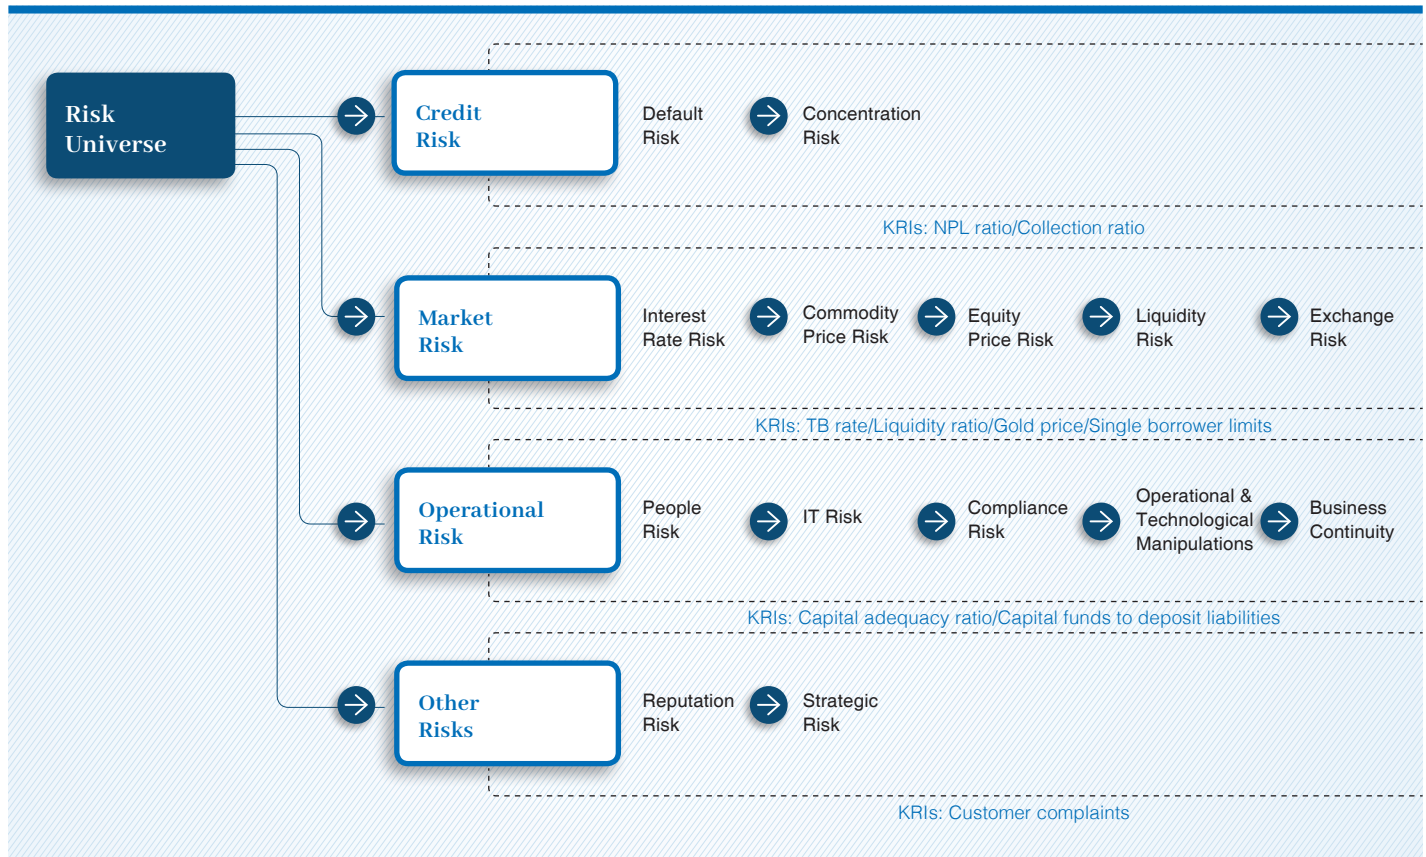 Risk
Universe
Credit
Risk
Default
Risk
Concentration
Risk
KRIs: NPL ratio/Collection ratio
Market
Risk
Interest
Rate Risk
Commodity
Price Risk
Equity
Price Risk
Liquidity
Risk
Exchange
Risk
KRIs: TB rate/Liquidity ratio/Gold price/Single borrower limits
Operational
Risk
People
Risk
IT Risk
Compliance
Risk
Operational &
Technological
Manipulations
Business
Continuity
KRIs: Capital adequacy ratio/Capital funds to deposit liabilities
Other
Risks
Reputation
Risk
Strategic
Risk
KRIs: Customer complaints